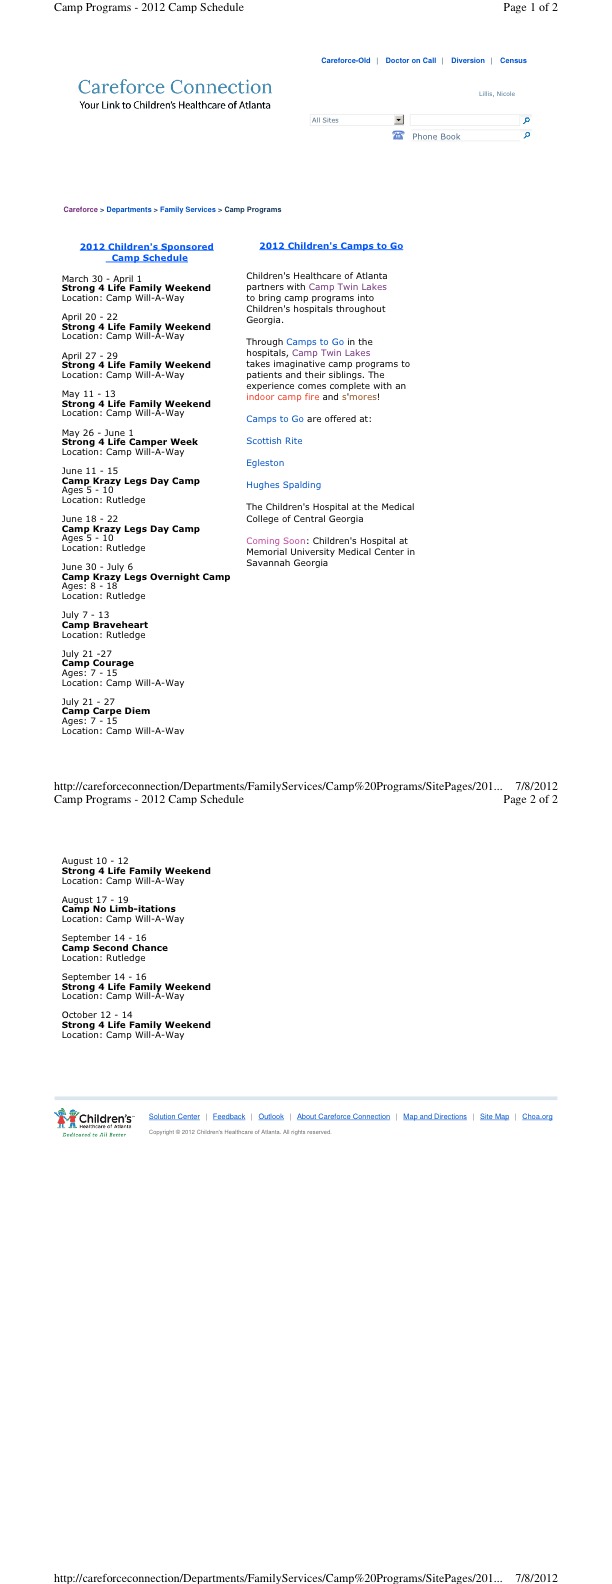 Camp Programs - 2012 Camp Schedule Page 1 of 2
Careforce-Old | Doctor on Call | Diversion | Census
Careforce Connection
Your Link to Children's Healthcare of Atlanta
Lillis, Nicole
All Sites
Phone Book
Careforce > Departments > Family Services > Camp Programs
2012 Children's Sponsored
Camp Schedule
March 30 - April 1
Strong 4 Life Family Weekend
Location: Camp Will-A-Way
April 20 - 22
Strong 4 Life Family Weekend
Location: Camp Will-A-Way
April 27 - 29
Strong 4 Life Family Weekend
Location: Camp Will-A-Way
May 11 - 13
Strong 4 Life Family Weekend
Location: Camp Will-A-Way
May 26 - June 1
Strong 4 Life Camper Week
Location: Camp Will-A-Way
June 11 - 15
Camp Krazy Legs Day Camp
Ages 5 - 10
Location: Rutledge
June 18 - 22
Camp Krazy Legs Day Camp
Ages 5 - 10
Location: Rutledge
June 30 - July 6
Camp Krazy Legs Overnight Camp
Ages: 8 - 18
Location: Rutledge
July 7 - 13
Camp Braveheart
Location: Rutledge
July 21 -27
Camp Courage
Ages: 7 - 15
Location: Camp Will-A-Way
July 21 - 27
Camp Carpe Diem
Ages: 7 - 15
Location: Camp Will-A-Way
2012 Children's Camps to Go
Children's Healthcare of Atlanta
partners with Camp Twin Lakes
to bring camp programs into
Children's hospitals throughout
Georgia.
Through Camps to Go in the
hospitals, Camp Twin Lakes
takes imaginative camp programs to
patients and their siblings. The
experience comes complete with an
indoor camp fire and s'mores!
Camps to Go are offered at:
Scottish Rite
Egleston
Hughes Spalding
The Children's Hospital at the Medical
College of Central Georgia
Coming Soon: Children's Hospital at
Memorial University Medical Center in
Savannah Georgia
http://careforceconnection/Departments/FamilyServices/Camp%20Programs/SitePages/201... 7/8/2012
Camp Programs - 2012 Camp Schedule Page 2 of 2
August 10 - 12
Strong 4 Life Family Weekend
Location: Camp Will-A-Way
August 17 - 19
Camp No Limb-itations
Location: Camp Will-A-Way
September 14 - 16
Camp Second Chance
Location: Rutledge
September 14 - 16
Strong 4 Life Family Weekend
Location: Camp Will-A-Way
October 12 - 14
Strong 4 Life Family Weekend
Location: Camp Will-A-Way
Children's
Healthcare of Atlanta
Dedicated to All Better
Solution Center | Feedback | Outlook | About Careforce Connection | Map and Directions | Site Map | Choa.org
Copyright © 2012 Children's Healthcare of Atlanta. All rights reserved.
http://careforceconnection/Departments/FamilyServices/Camp%20Programs/SitePages/201... 7/8/2012